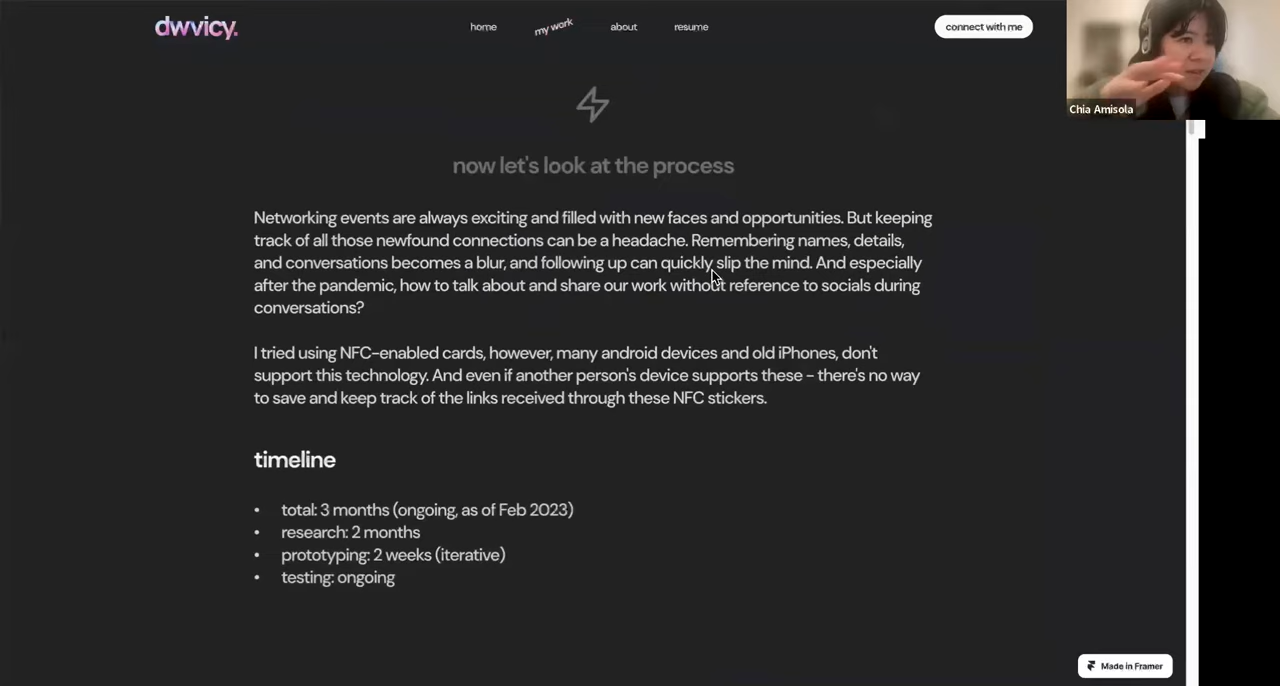 dwvicy.
home
my work
about
resume
connect with me
Chia Amisola
now let's look at the process
Networking events are always exciting and filled with new faces and opportunities. But keeping
track of all those newfound connections can be a headache. Remembering names, details,
and conversations becomes a blur, and following up can quickly slip the mind. And especially
after the pandemic, how to talk about and share our work without reference to socials during
conversations?
I tried using NFC-enabled cards, however, many android devices and old iPhones, don't
support this technology. And even if another person's device supports these - there's no way
to save and keep track of the links received through these NFC stickers.
timeline
• total: 3 months (ongoing, as of Feb 2023)
• research: 2 months
• prototyping: 2 weeks (iterative)
• testing: ongoing
Made in Framer